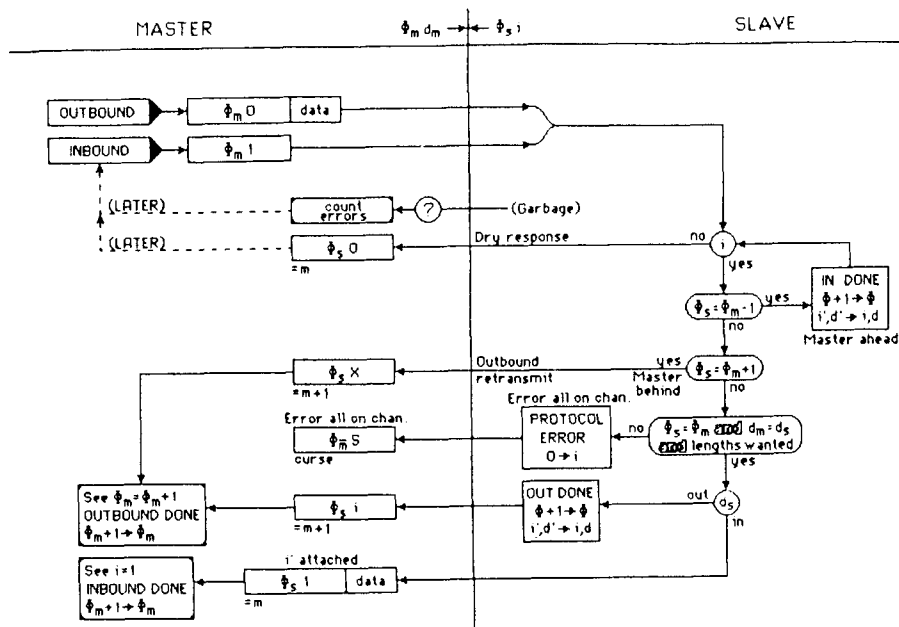 MASTER
Φm dm → ← Φs i
SLAVE
OUTBOUND
Φm 0
data
INBOUND
Φm 1
(LATER)
count
errors
?
(Garbage)
(LATER)
Φs 0
=m
Dry response
no
i
yes
IN DONE
Φ+1→Φ
i',d'→i,d
Master ahead
Φs=Φm-1
yes
no
Φs X
=m+1
Outbound
retransmit
yes
Master
behind
Φs=Φm+1
no
Error all on chan.
Φm S
curse
Error all on chan.
PROTOCOL
ERROR
0→i
no
Φs=Φm and dm=ds
and lengths wanted
yes
See Φm=Φm+1
OUTBOUND DONE
Φm+1→Φm
Φs i
=m+1
OUT DONE
Φ+1→Φ
i',d'→i,d
out
ds
in
See i≠1
INBOUND DONE
Φm+1→Φm
i' attached
Φs 1
data
=m